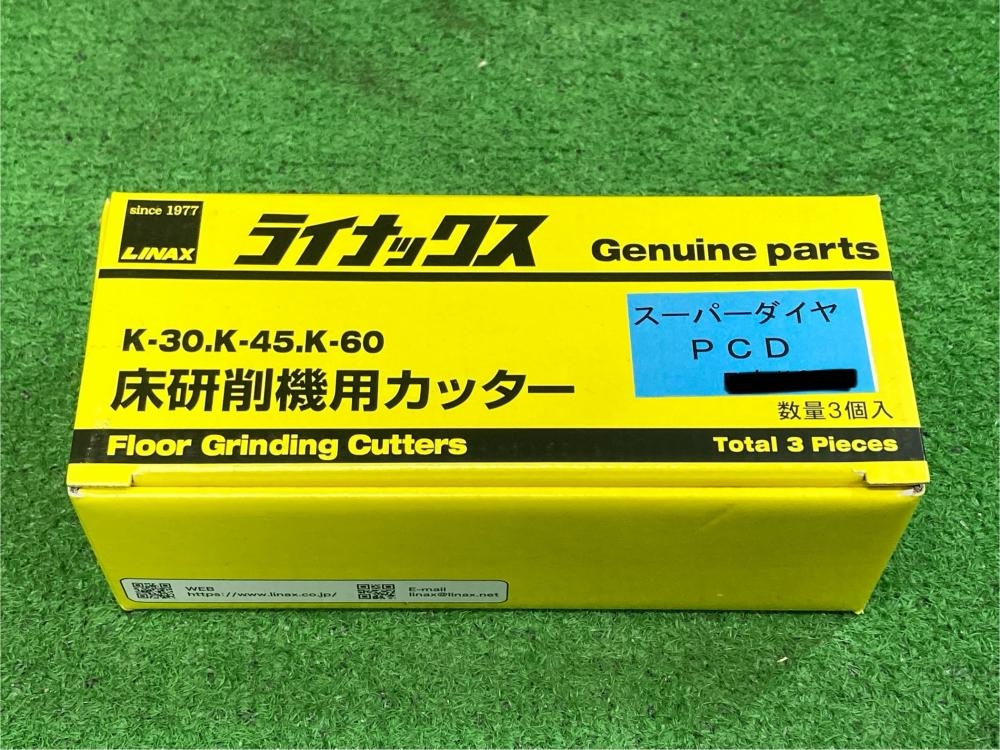 since 1977
LINAX
ライナックス
Genuine parts
K-30.K-45.K-60
床研削機用カッター
スーパーダイヤ
PCD
数量3個入
Floor Grinding Cutters
Total 3 Pieces
WEB
https://www.linax.co.jp/
E-mail
linax@linax.net